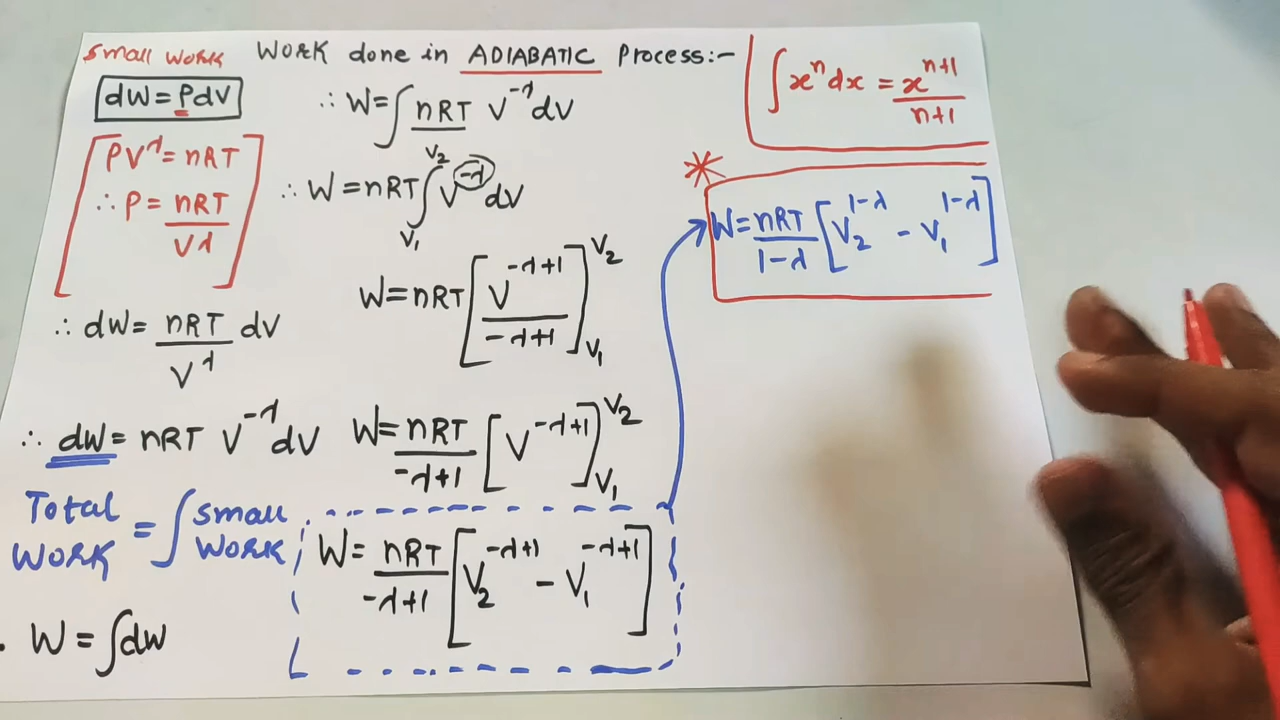 Small work WORK done in ADIABATIC Process:-
dW = PdV
[PV^λ = nRT
∴ P = nRT / V^λ]
∴ dW = nRT / V^λ dV
∴ dW = nRT V^-λ dV
Total WORK = ∫ Small WORK
. W = ∫dW
∴ W = ∫ nRT V^-λ dV
∴ W = nRT ∫_V₁^V₂ V^-λ dV
W = nRT [V^-λ+1 / -λ+1]_V₁^V₂
W = nRT / -λ+1 [V^-λ+1]_V₁^V₂
W = nRT / -λ+1 [V₂^-λ+1 - V₁^-λ+1]
∫x^n dx = x^n+1 / n+1
*
W = nRT / 1-λ [V₂^1-λ - V₁^1-λ]